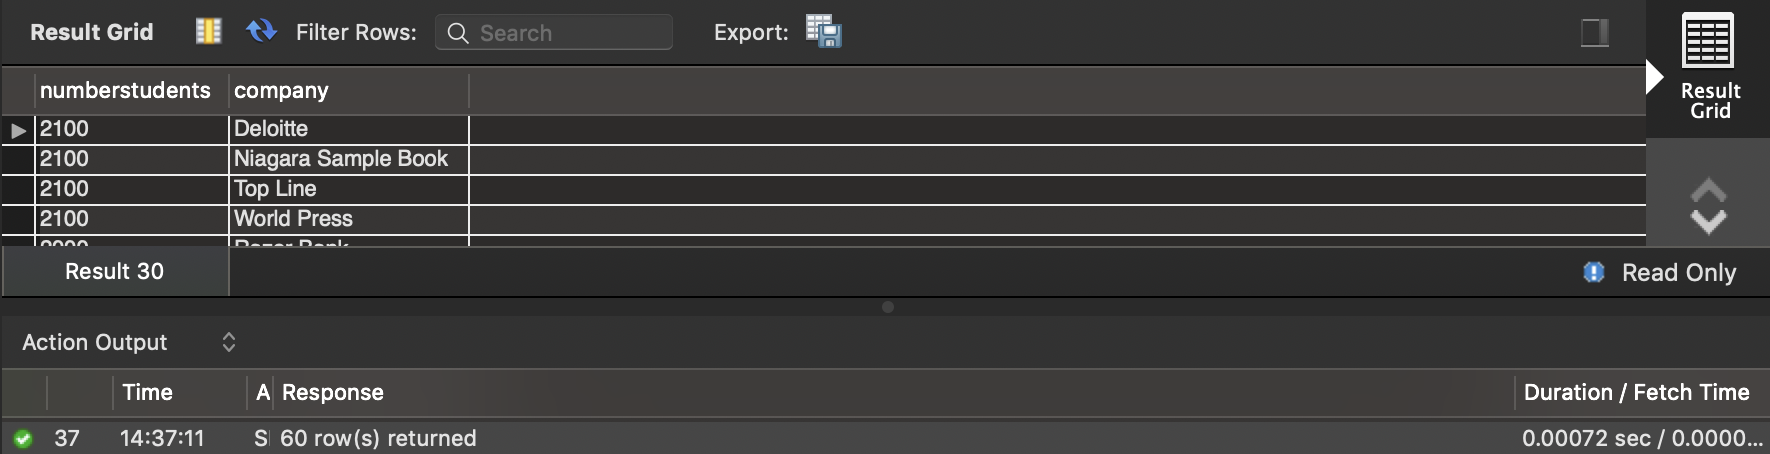 Result Grid Filter Rows: Search Export:
Result
Grid
numberstudents company
2100 Deloitte
2100 Niagara Sample Book
2100 Top Line
2100 World Press
Result 30 Read Only
Action Output
Time A Response Duration / Fetch Time
37 14:37:11 S 60 row(s) returned 0.00072 sec / 0.0000...